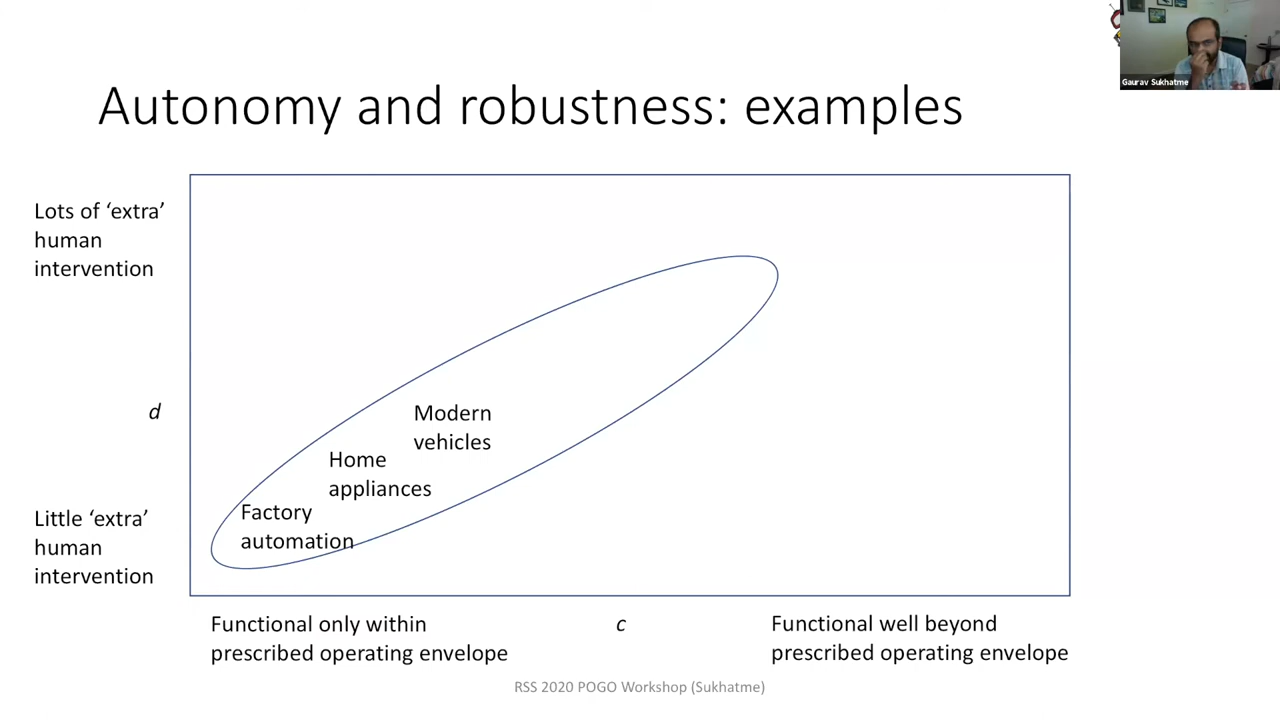 Gaurav Sukhatme
Autonomy and robustness: examples
Lots of ‘extra’
human
intervention
d
Little ‘extra’
human
intervention
Modern
vehicles
Home
appliances
Factory
automation
Functional only within
prescribed operating envelope
c
Functional well beyond
prescribed operating envelope
RSS 2020 POGO Workshop (Sukhatme)